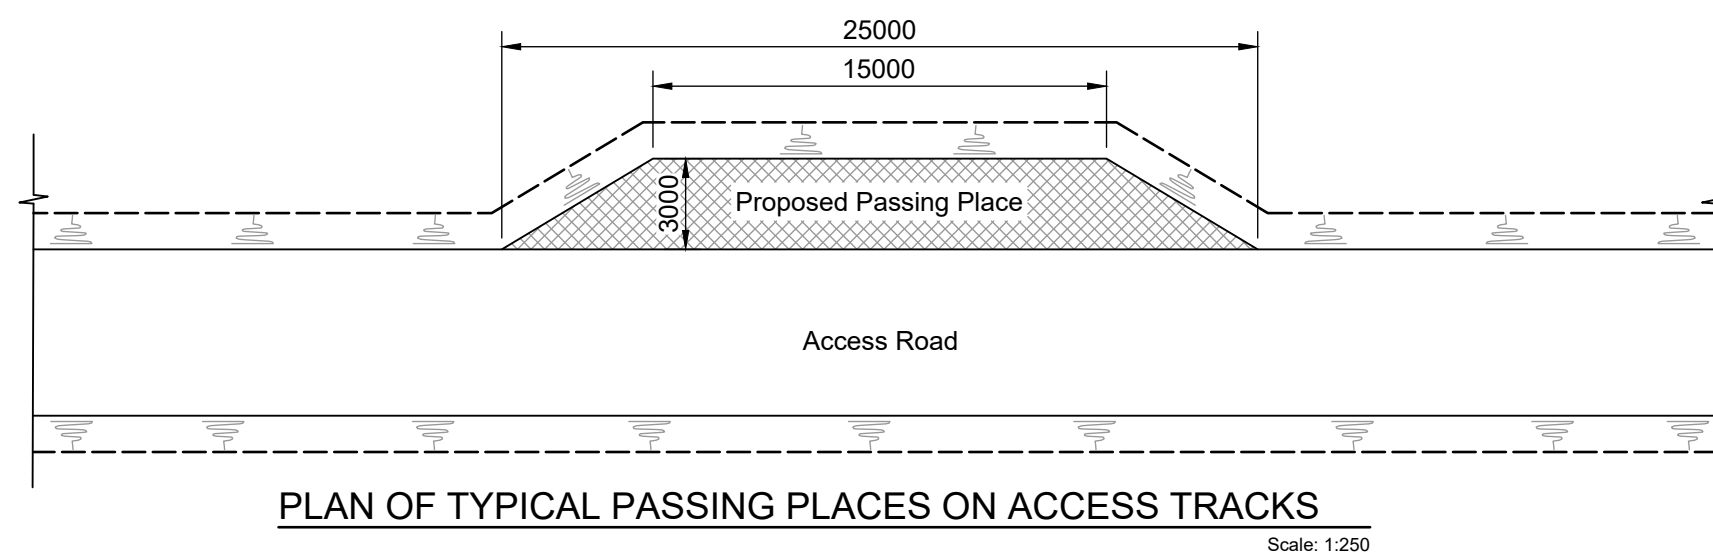 25000
15000
3000
Proposed Passing Place
Access Road
PLAN OF TYPICAL PASSING PLACES ON ACCESS TRACKS
Scale: 1:250